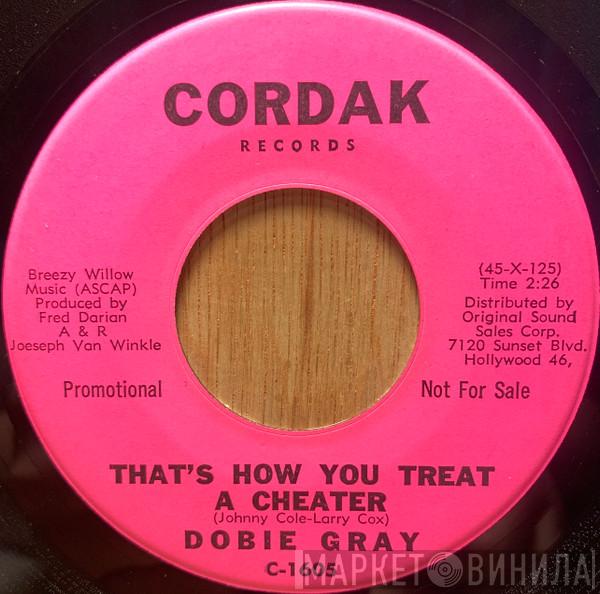 CORDAK
RECORDS
Breezy Willow
Music (ASCAP)
Produced by
Fred Darian
A & R
Joeseph Van Winkle
(45-X-125)
Time 2:26
Distributed by
Original Sound
Sales Corp.
7120 Sunset Blvd.
Hollywood 46,
Promotional
Not For Sale
THAT'S HOW YOU TREAT
A CHEATER
(Johnny Cole-Larry Cox)
DOBIE GRAY
C-1605
МАРКЕТ ВИНИЛА